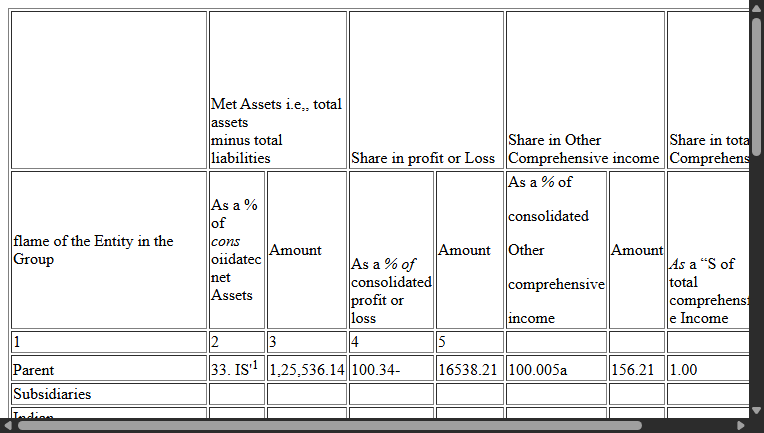 Met Assets i.e,, total
assets
minus total
liabilities
Share in profit or Loss
Share in Other
Comprehensive income
Share in tota
Comprehens
flame of the Entity in the
Group
As a %
of
cons
oiidatec
net
Assets
Amount
As a % of
consolidated
profit or
loss
Amount
As a % of
consolidated
Other
comprehensive
income
Amount
As a “S of
total
comprehensi
e Income
1 2 3 4 5
Parent 33. IS'1 1,25,536.14 100.34- 16538.21 100.005a 156.21 1.00
Subsidiaries
Indian